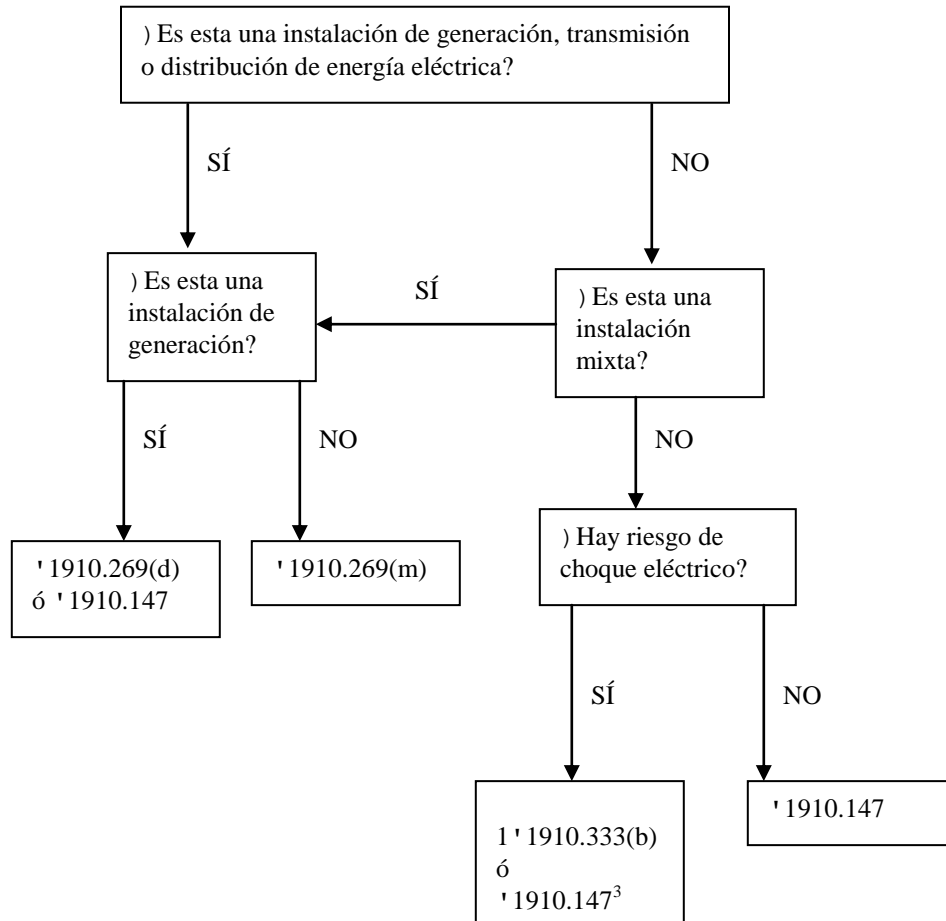 ) Es esta una instalación de generación, transmisión
o distribución de energía eléctrica?
SÍ
NO
) Es esta una
instalación de
generación?
SÍ
) Es esta una
instalación
mixta?
SÍ
NO
NO
) Hay riesgo de
choque eléctrico?
'1910.269(d)
ó '1910.147
'1910.269(m)
SÍ
NO
1'1910.333(b)
ó
'1910.147³
'1910.147